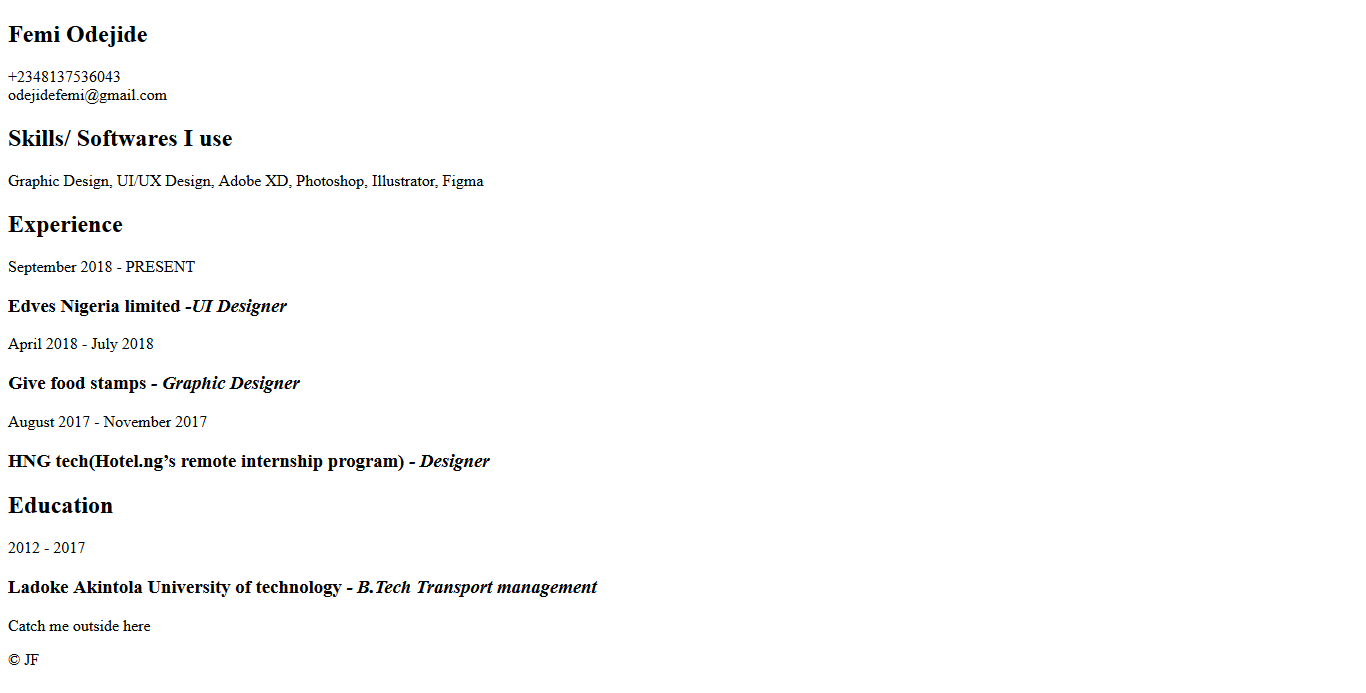 Femi Odejide
+2348137536043
odejidefemi@gmail.com
Skills/ Softwares I use
Graphic Design, UI/UX Design, Adobe XD, Photoshop, Illustrator, Figma
Experience
September 2018 - PRESENT
Edves Nigeria limited -UI Designer
April 2018 - July 2018
Give food stamps - Graphic Designer
August 2017 - November 2017
HNG tech(Hotel.ng’s remote internship program) - Designer
Education
2012 - 2017
Ladoke Akintola University of technology - B.Tech Transport management
Catch me outside here
© JF